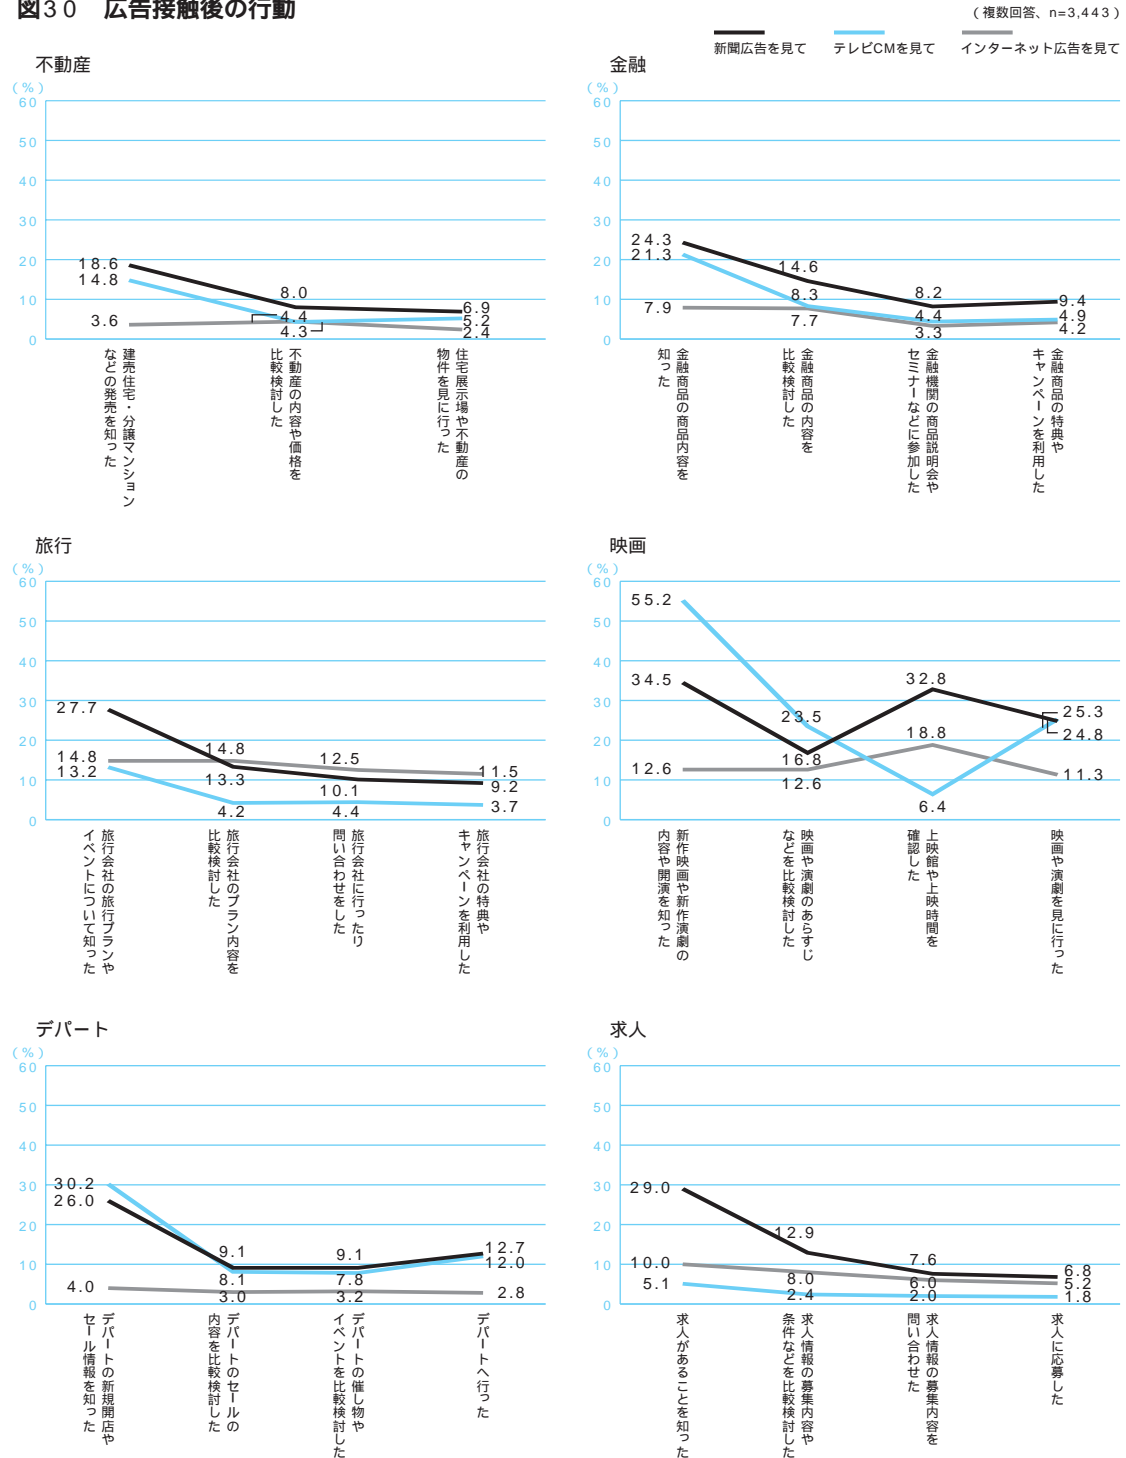 図30 広告接触後の行動
(複数回答、n=3,443)
新聞広告を見て テレビCMを見て インターネット広告を見て
不動産
(%)
60
50
40
30
20
10
0
18.6
14.8
3.6
8.0
4.4
4.3
6.9
5.2
2.4
建売住宅・分譲マンション
などの発売を知った
不動産の内容や価格を
比較検討した
住宅展示場や不動産の
物件を見に行った
金融
(%)
60
50
40
30
20
10
0
24.3
21.3
7.9
14.6
8.3
7.7
8.2
4.4
3.3
9.4
4.9
4.2
金融商品の商品内容を
知った
金融商品の内容を
比較検討した
金融機関の商品説明会や
セミナーなどに参加した
金融商品の特典や
キャンペーンを利用した
旅行
(%)
60
50
40
30
20
10
0
27.7
14.8
13.2
14.8
13.3
4.2
12.5
10.1
4.4
11.5
9.2
3.7
旅行会社の旅行プランや
イベントについて知った
旅行会社のプラン内容を
比較検討した
旅行会社に行ったり
問い合わせをした
旅行会社の特典や
キャンペーンを利用した
映画
(%)
60
50
40
30
20
10
0
55.2
34.5
12.6
23.5
16.8
12.6
32.8
18.8
6.4
25.3
24.8
11.3
新作映画や新作演劇の
内容や開演を知った
映画や演劇のあらすじ
などを比較検討した
上映館や上映時間を
確認した
映画や演劇を見に行った
デパート
(%)
60
50
40
30
20
10
0
30.2
26.0
4.0
9.1
8.1
3.0
9.1
7.8
3.2
12.7
12.0
2.8
デパートの新規開店や
セール情報を知った
デパートのセールの
内容を比較検討した
デパートの催し物や
イベントを比較検討した
デパートへ行った
求人
(%)
60
50
40
30
20
10
0
29.0
10.0
5.1
12.9
8.0
2.4
7.6
6.0
2.0
6.8
5.2
1.8
求人があることを知った
求人情報の募集内容や
条件などを比較検討した
求人情報の募集内容を
問い合わせた
求人に応募した